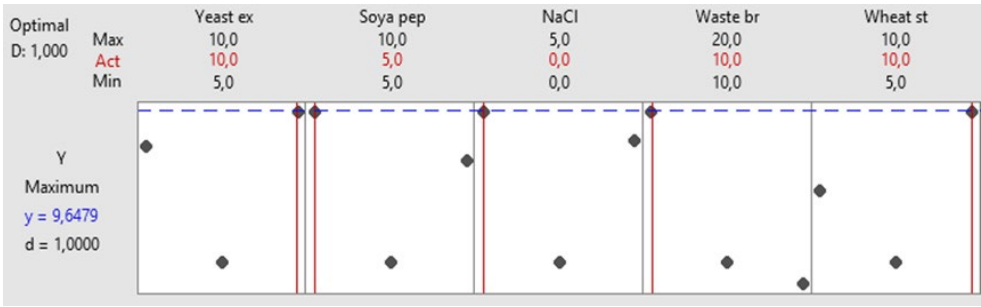 Optimal
D: 1,000
Yeast ex Soya pep NaCl Waste br Wheat st
Max 10,0 10,0 5,0 20,0 10,0
Act 10,0 5,0 0,0 10,0 10,0
Min 5,0 5,0 0,0 10,0 5,0
Y
Maximum
y = 9,6479
d = 1,0000